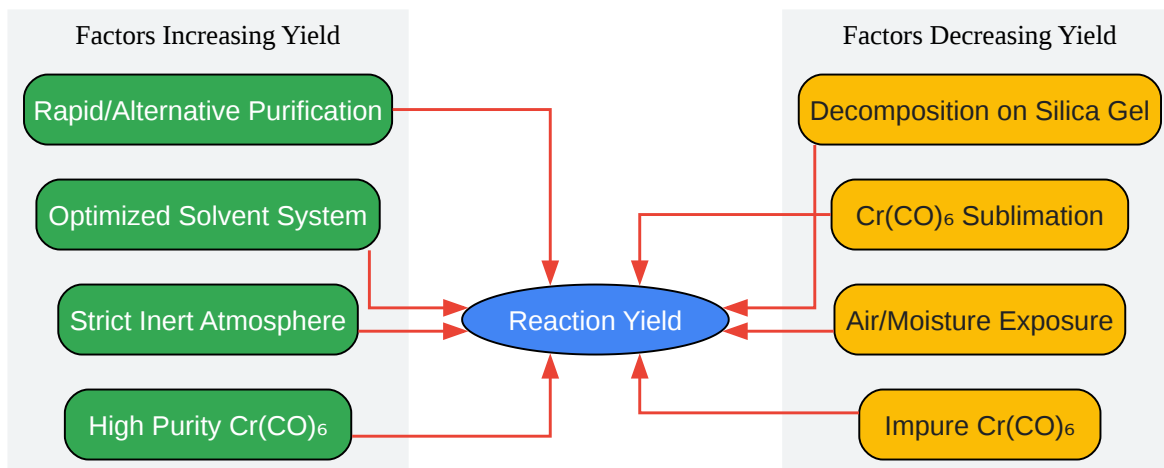 Factors Increasing Yield
Rapid/Alternative Purification
Optimized Solvent System
Strict Inert Atmosphere
High Purity Cr(CO)₆
Reaction Yield
Factors Decreasing Yield
Decomposition on Silica Gel
Cr(CO)₆ Sublimation
Air/Moisture Exposure
Impure Cr(CO)₆